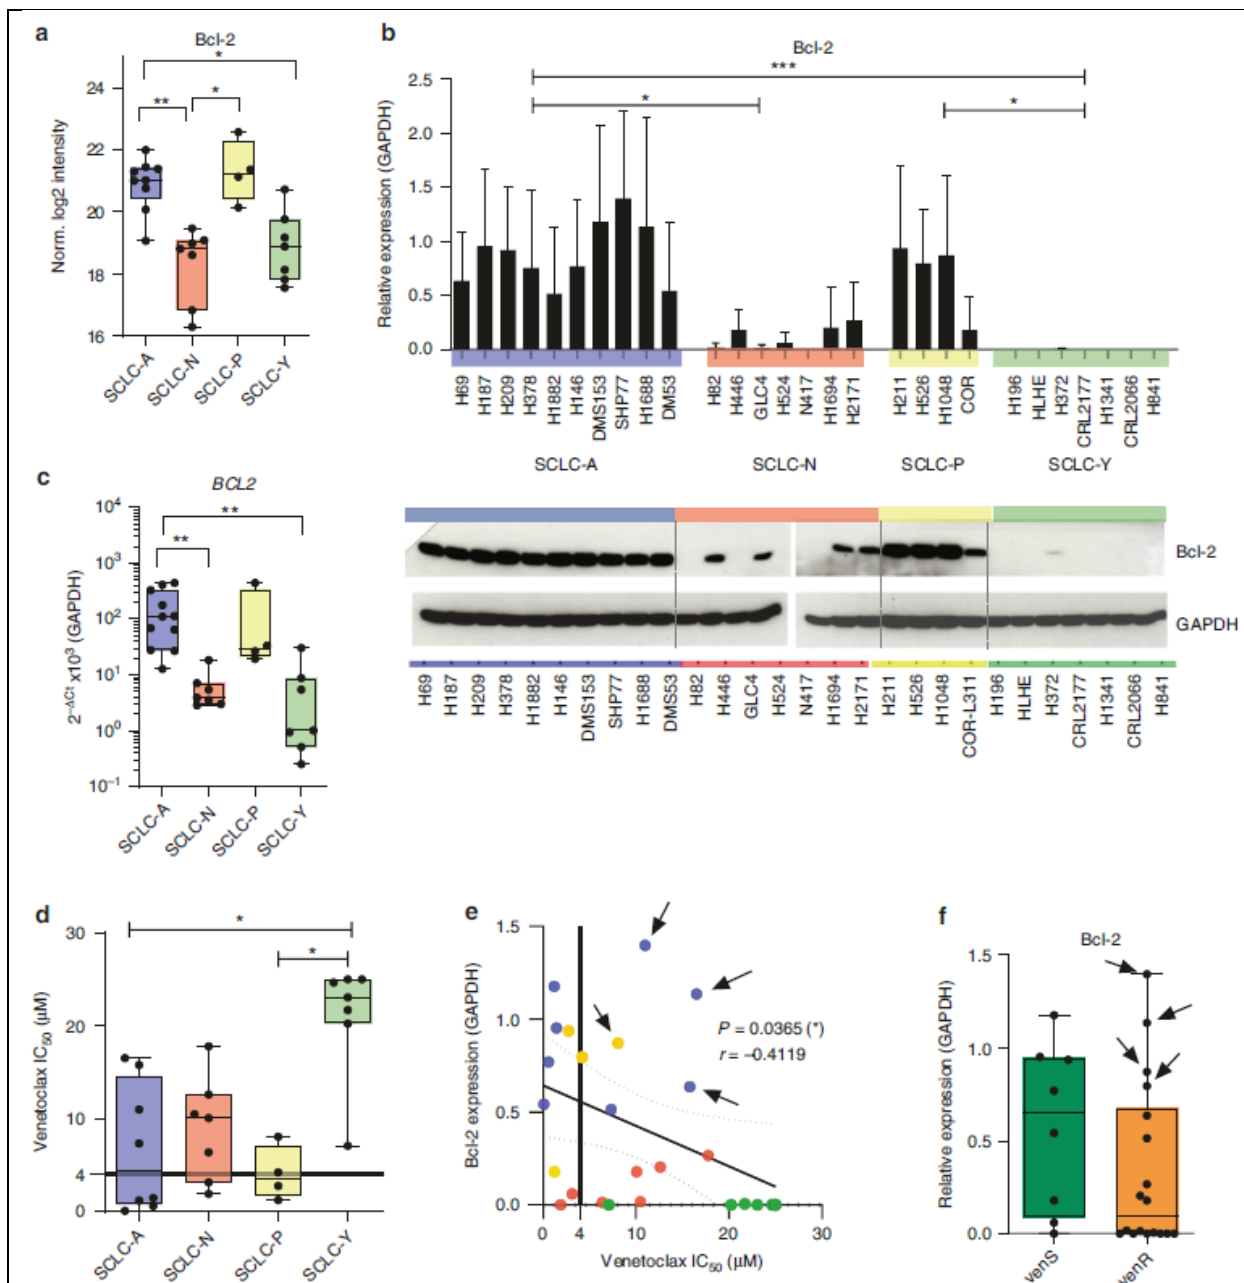 a
Bcl-2
*
**
*
24
22
20
18
16
Norm. log2 intensity
SCLC-A
SCLC-N
SCLC-P
SCLC-Y
b
Bcl-2
***
*
*
2.5
2.0
1.5
1.0
0.5
0.0
Relative expression (GAPDH)
H69
H187
H209
H378
H1882
H146
DMS153
SHP77
H1688
DMS3
H82
H446
GLC4
H524
N417
H1694
H2171
H211
H526
H1048
COR
H196
HLHE
H372
CRL2177
H1341
CRL2066
H841
SCLC-A
SCLC-N
SCLC-P
SCLC-Y
Bcl-2
GAPDH
H69
H187
H209
H378
H1882
H146
DMS153
SHP77
H1688
DMS53
H82
H446
GLC4
H524
N417
H1694
H2171
H211
H526
H1048
COR-L311
H196
HLHE
H372
CRL2177
H1341
CRL2066
H841
c
BCL2
**
**
10⁴
10³
10²
10¹
10⁰
10⁻¹
2⁻ΔCt x10³ (GAPDH)
SCLC-A
SCLC-N
SCLC-P
SCLC-Y
d
*
*
30
20
10
4
0
Venetoclax IC₅₀ (µM)
SCLC-A
SCLC-N
SCLC-P
SCLC-Y
e
1.5
1.0
0.5
0.0
Bcl-2 expression (GAPDH)
P = 0.0365 (*)
r = –0.4119
0
4
10
20
30
Venetoclax IC₅₀ (µM)
f
Bcl-2
1.5
1.0
0.5
0.0
Relative expression (GAPDH)
venS
venR